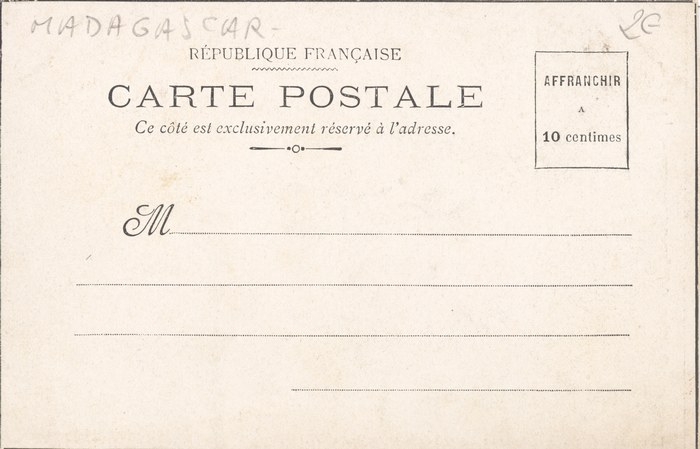 MADAGASCAR-
2€
RÉPUBLIQUE FRANÇAISE
CARTE POSTALE
Ce côté est exclusivement réservé à l'adresse.
AFFRANCHIR
A
10 centimes
M